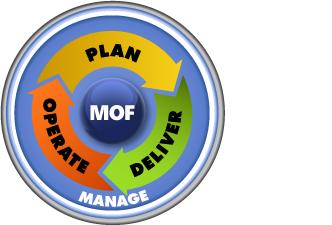 PLAN
DELIVER
OPERATE
MOF
MANAGE